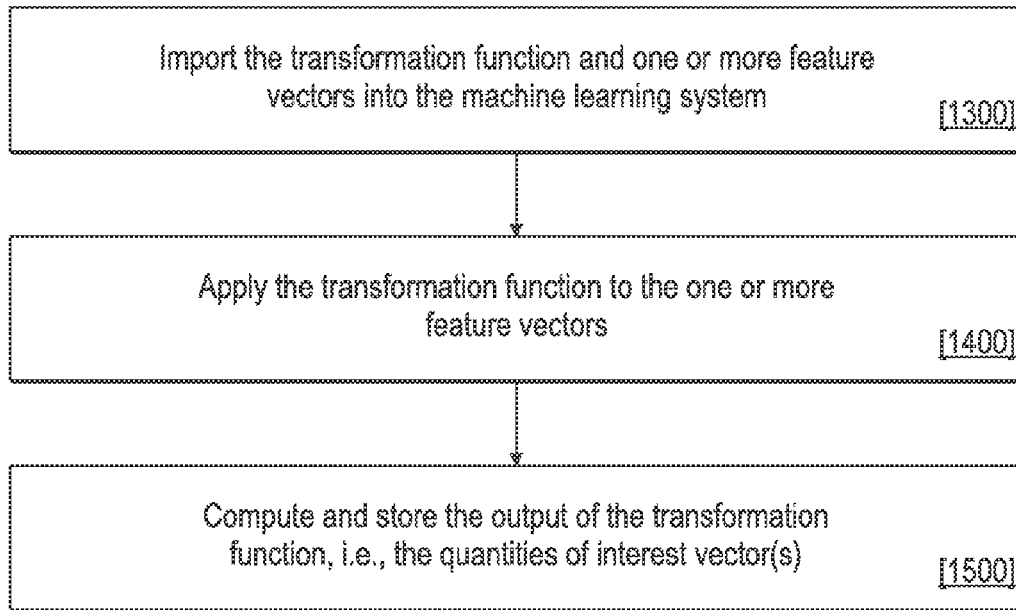 Import the transformation function and one or more feature
vectors into the machine learning system
[1300]
Apply the transformation function to the one or more
feature vectors
[1400]
Compute and store the output of the transformation
function, i.e., the quantities of interest vector(s)
[1500]